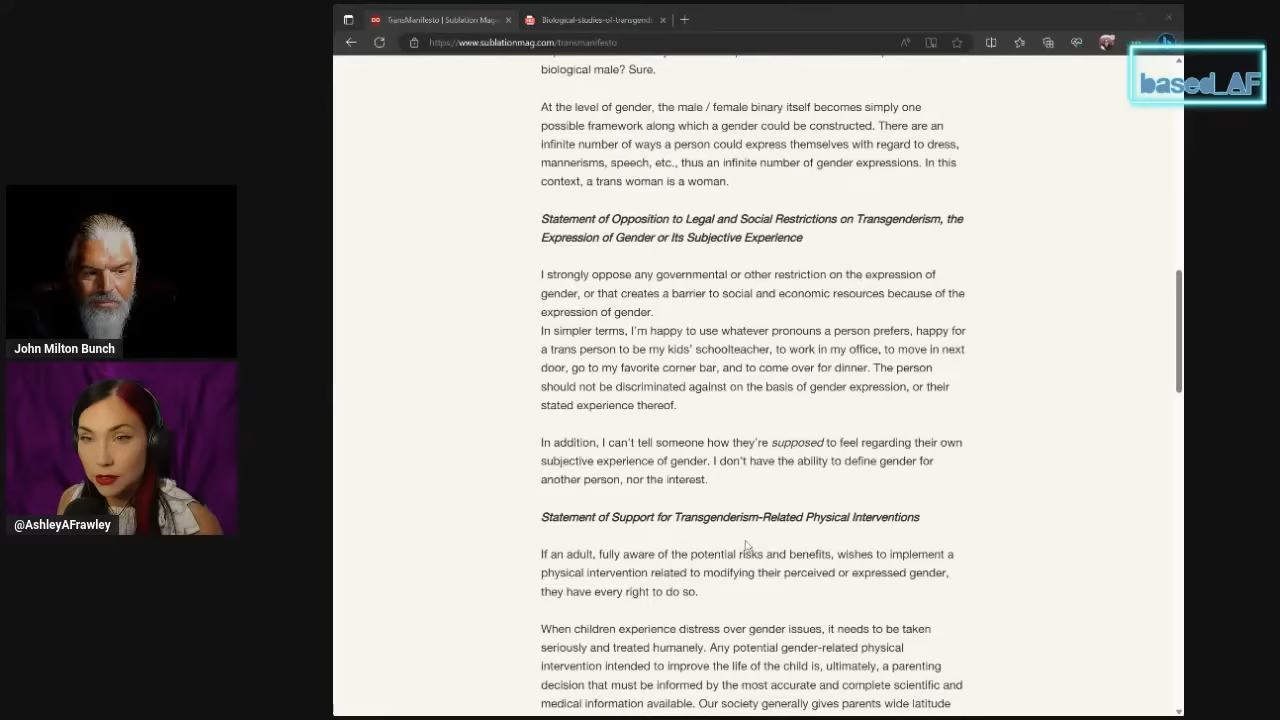 TransManifesto | Sublation Mag
Biological-studies-of-transgend
https://www.sublationmag.com/transmanifesto
based_AF
biological male? Sure.
At the level of gender, the male / female binary itself becomes simply one
possible framework along which a gender could be constructed. There are an
infinite number of ways a person could express themselves with regard to dress,
mannerisms, speech, etc., thus an infinite number of gender expressions. In this
context, a trans woman is a woman.
Statement of Opposition to Legal and Social Restrictions on Transgenderism, the
Expression of Gender or Its Subjective Experience
I strongly oppose any governmental or other restriction on the expression of
gender, or that creates a barrier to social and economic resources because of the
expression of gender.
In simpler terms, I'm happy to use whatever pronouns a person prefers, happy for
a trans person to be my kids' schoolteacher, to work in my office, to move in next
door, go to my favorite corner bar, and to come over for dinner. The person
should not be discriminated against on the basis of gender expression, or their
stated experience thereof.
In addition, I can't tell someone how they're supposed to feel regarding their own
subjective experience of gender. I don't have the ability to define gender for
another person, nor the interest.
Statement of Support for Transgenderism-Related Physical Interventions
If an adult, fully aware of the potential risks and benefits, wishes to implement a
physical intervention related to modifying their perceived or expressed gender,
they have every right to do so.
When children experience distress over gender issues, it needs to be taken
seriously and treated humanely. Any potential gender-related physical
intervention intended to improve the life of the child is, ultimately, a parenting
decision that must be informed by the most accurate and complete scientific and
medical information available. Our society generally gives parents wide latitude
John Milton Bunch
@AshleyAFrawley